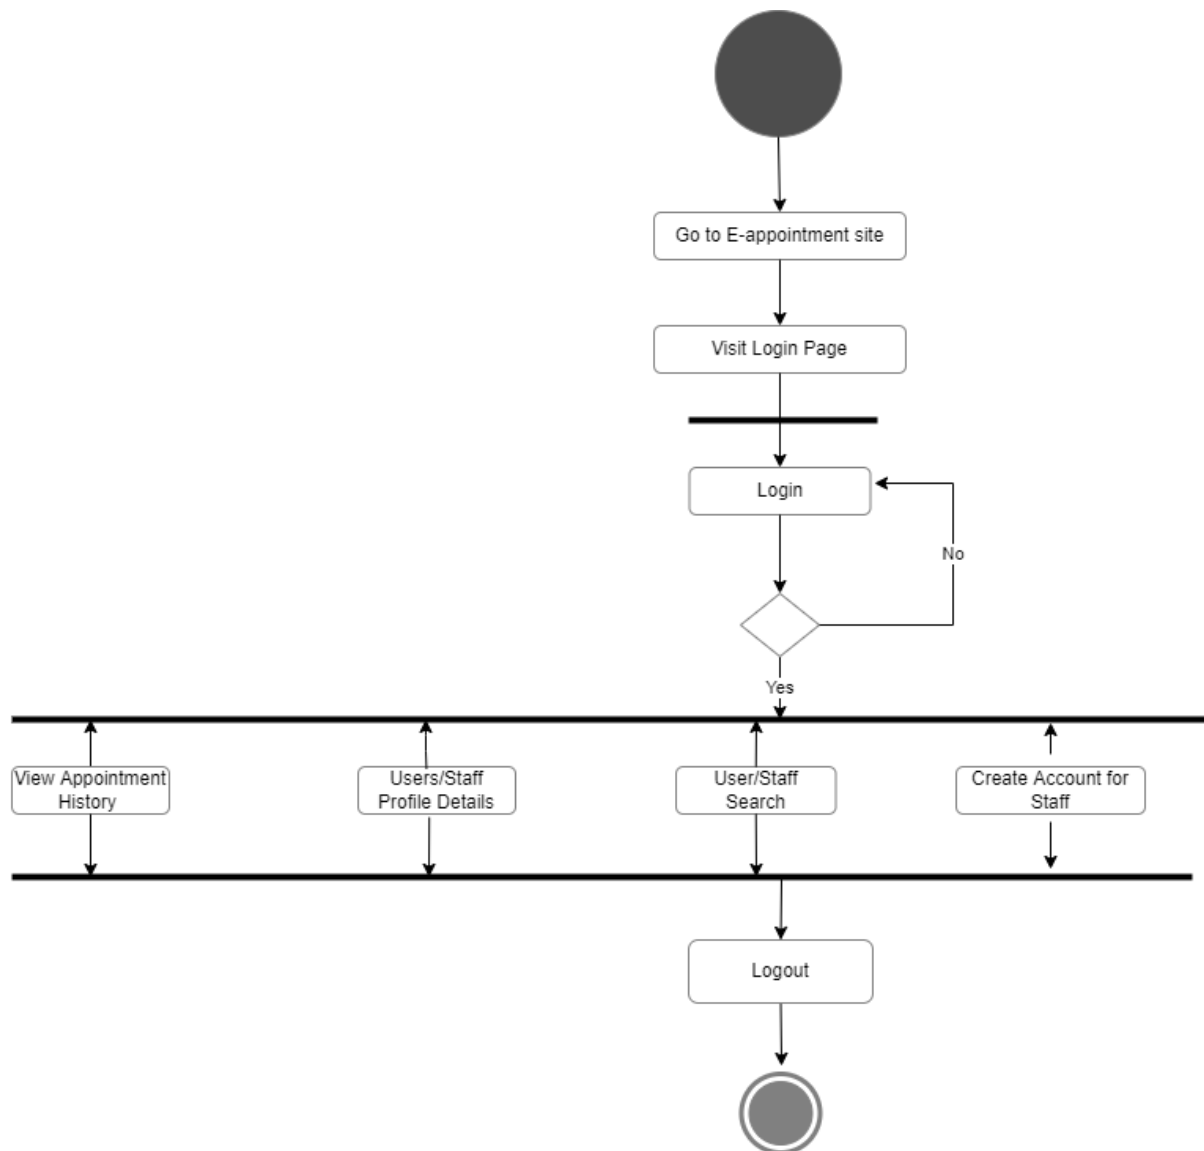 Go to E-appointment site
Visit Login Page
Login
No
Yes
View Appointment
History
Users/Staff
Profile Details
User/Staff
Search
Create Account for
Staff
Logout